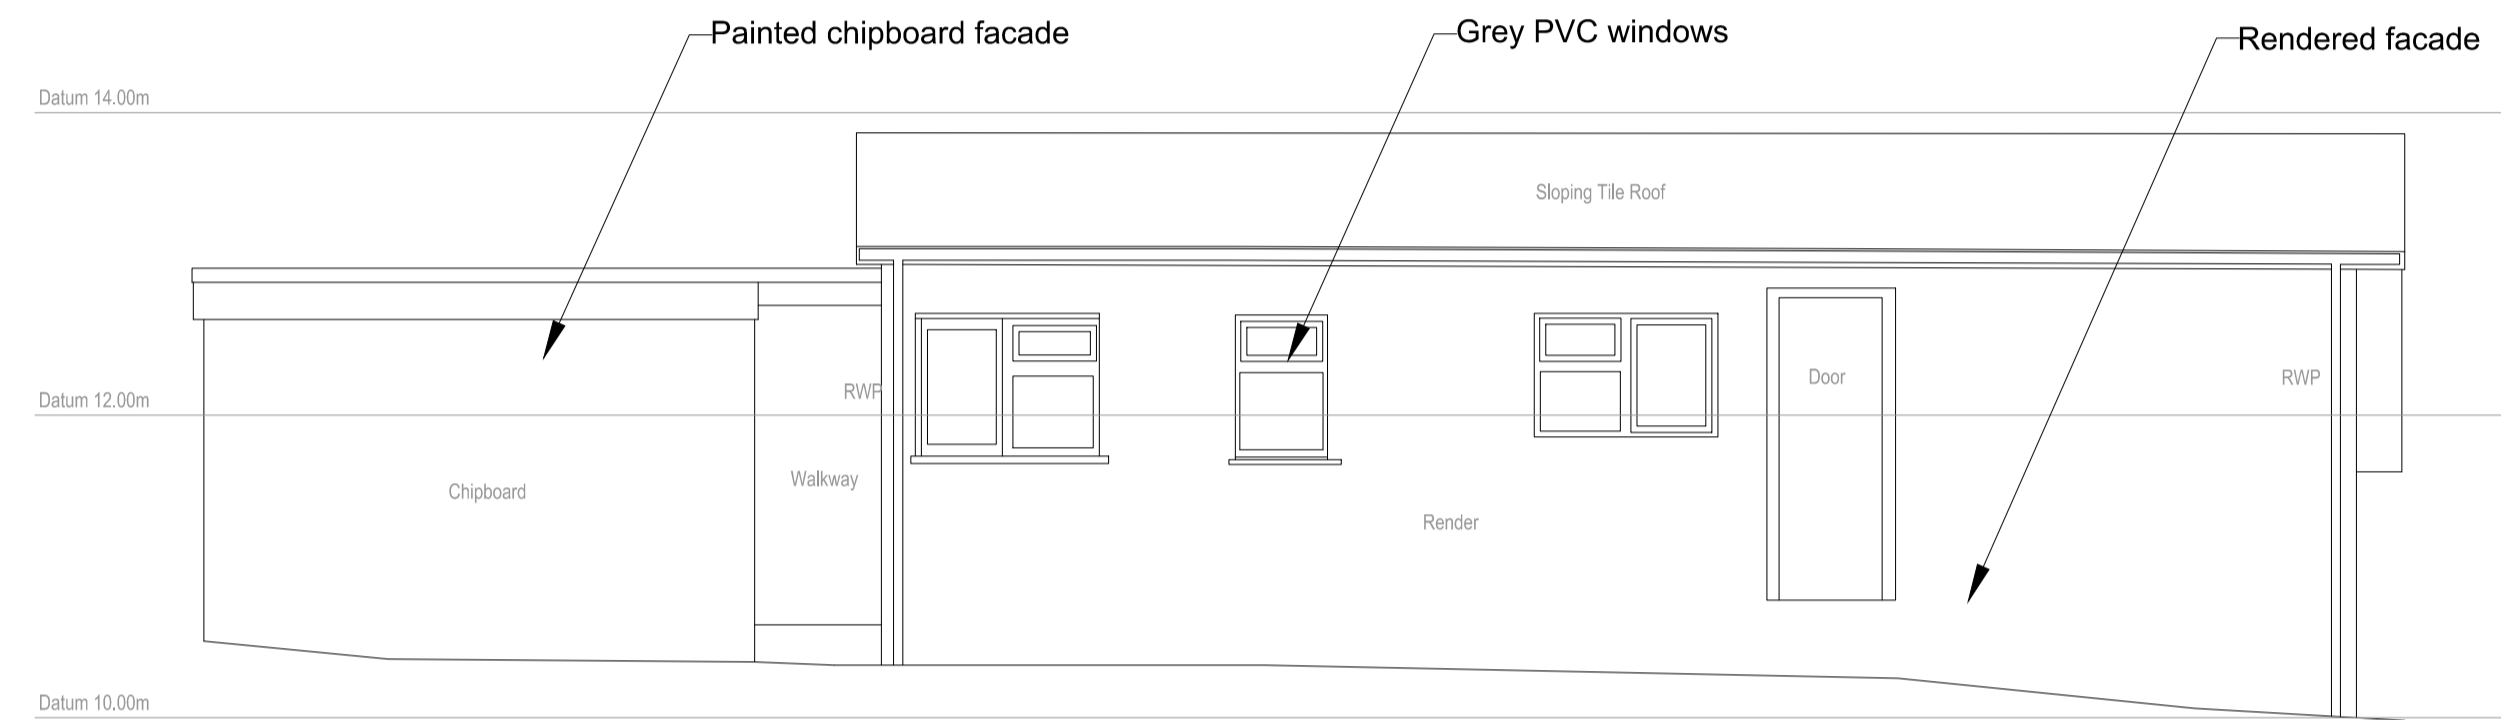 Painted chipboard facade
Grey PVC windows
Rendered facade
Datum 14.00m
Sloping Tile Roof
Door
RWP
RWP
Datum 12.00m
Walkway
Chipboard
Render
Datum 10.00m